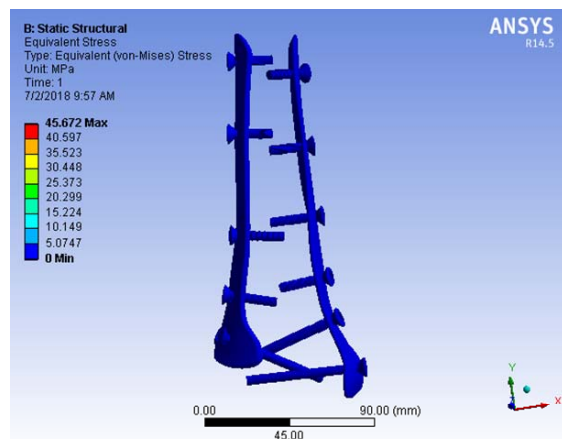 B: Static Structural
Equivalent Stress
Type: Equivalent (von-Mises) Stress
Unit: MPa
Time: 1
7/2/2018 9:57 AM
45.672 Max
40.597
35.523
30.448
25.373
20.299
15.224
10.149
5.0747
0 Min
ANSYS
R14.5
0.00
90.00 (mm)
45.00
Y
X